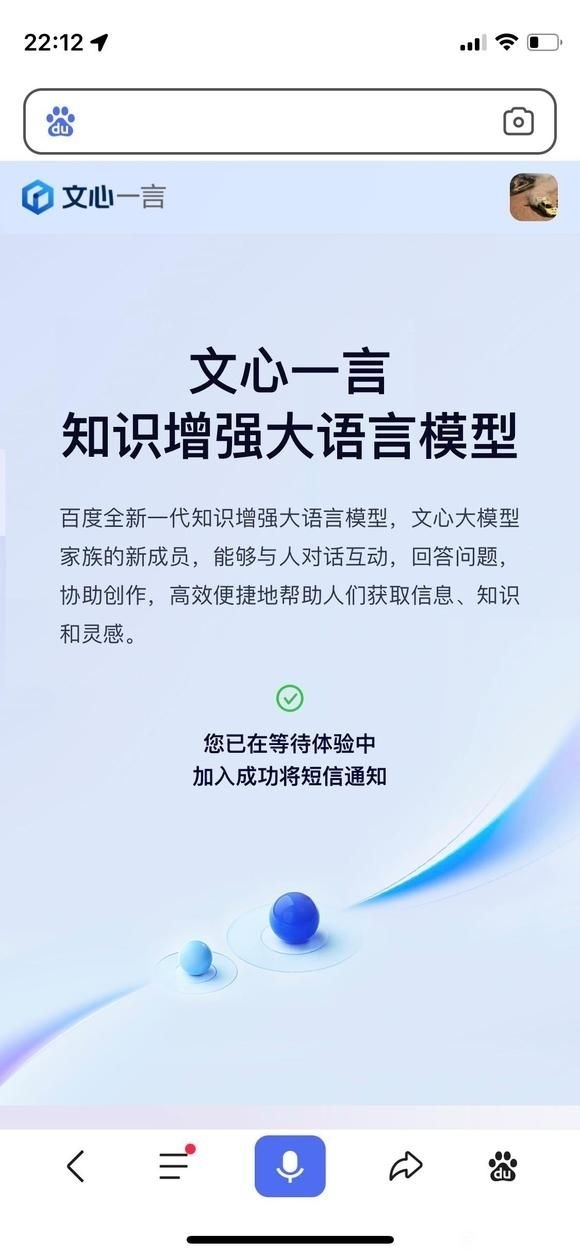 22:12
du
文心一言
文心一言
知识增强大语言模型
百度全新一代知识增强大语言模型，文心大模型
家族的新成员，能够与人对话互动，回答问题，
协助创作，高效便捷地帮助人们获取信息、知识
和灵感。
您已在等待体验中
加入成功将短信通知
du